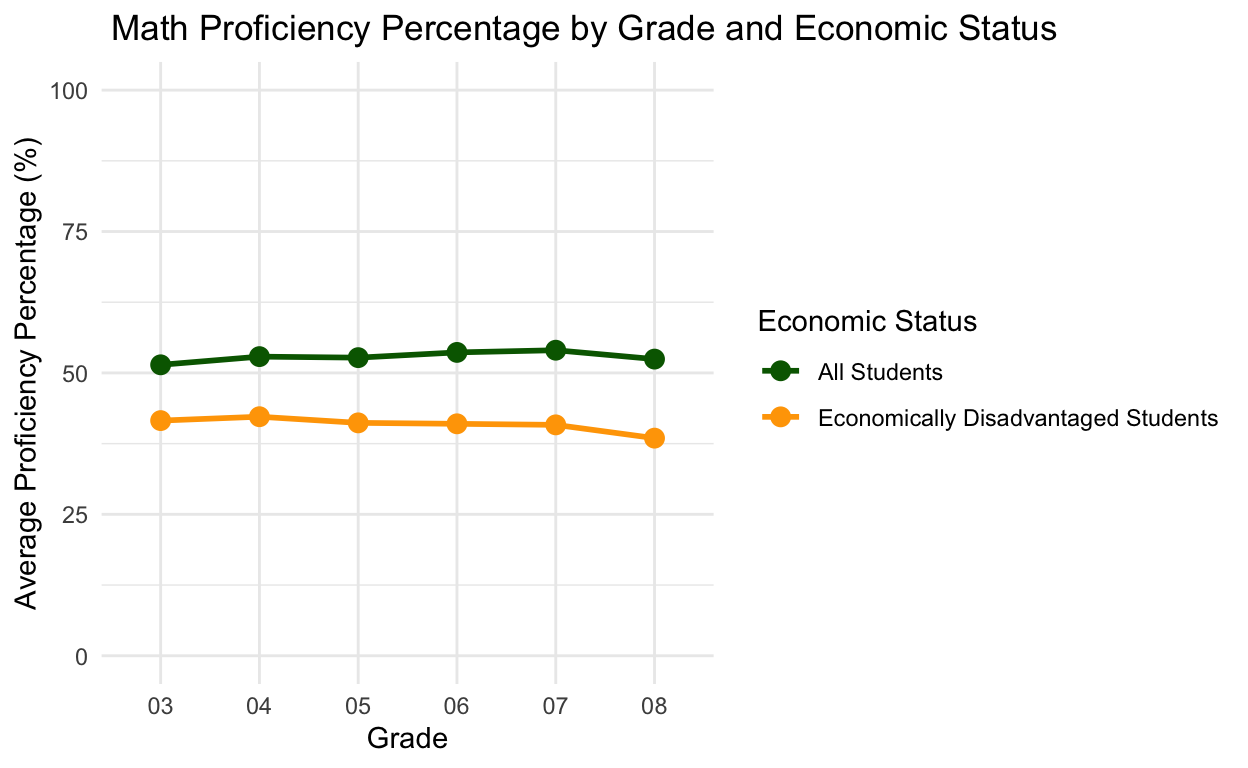 Math Proficiency Percentage by Grade and Economic Status
Average Proficiency Percentage (%)
100
75
50
25
0
03 04 05 06 07 08
Grade
Economic Status
All Students
Economically Disadvantaged Students